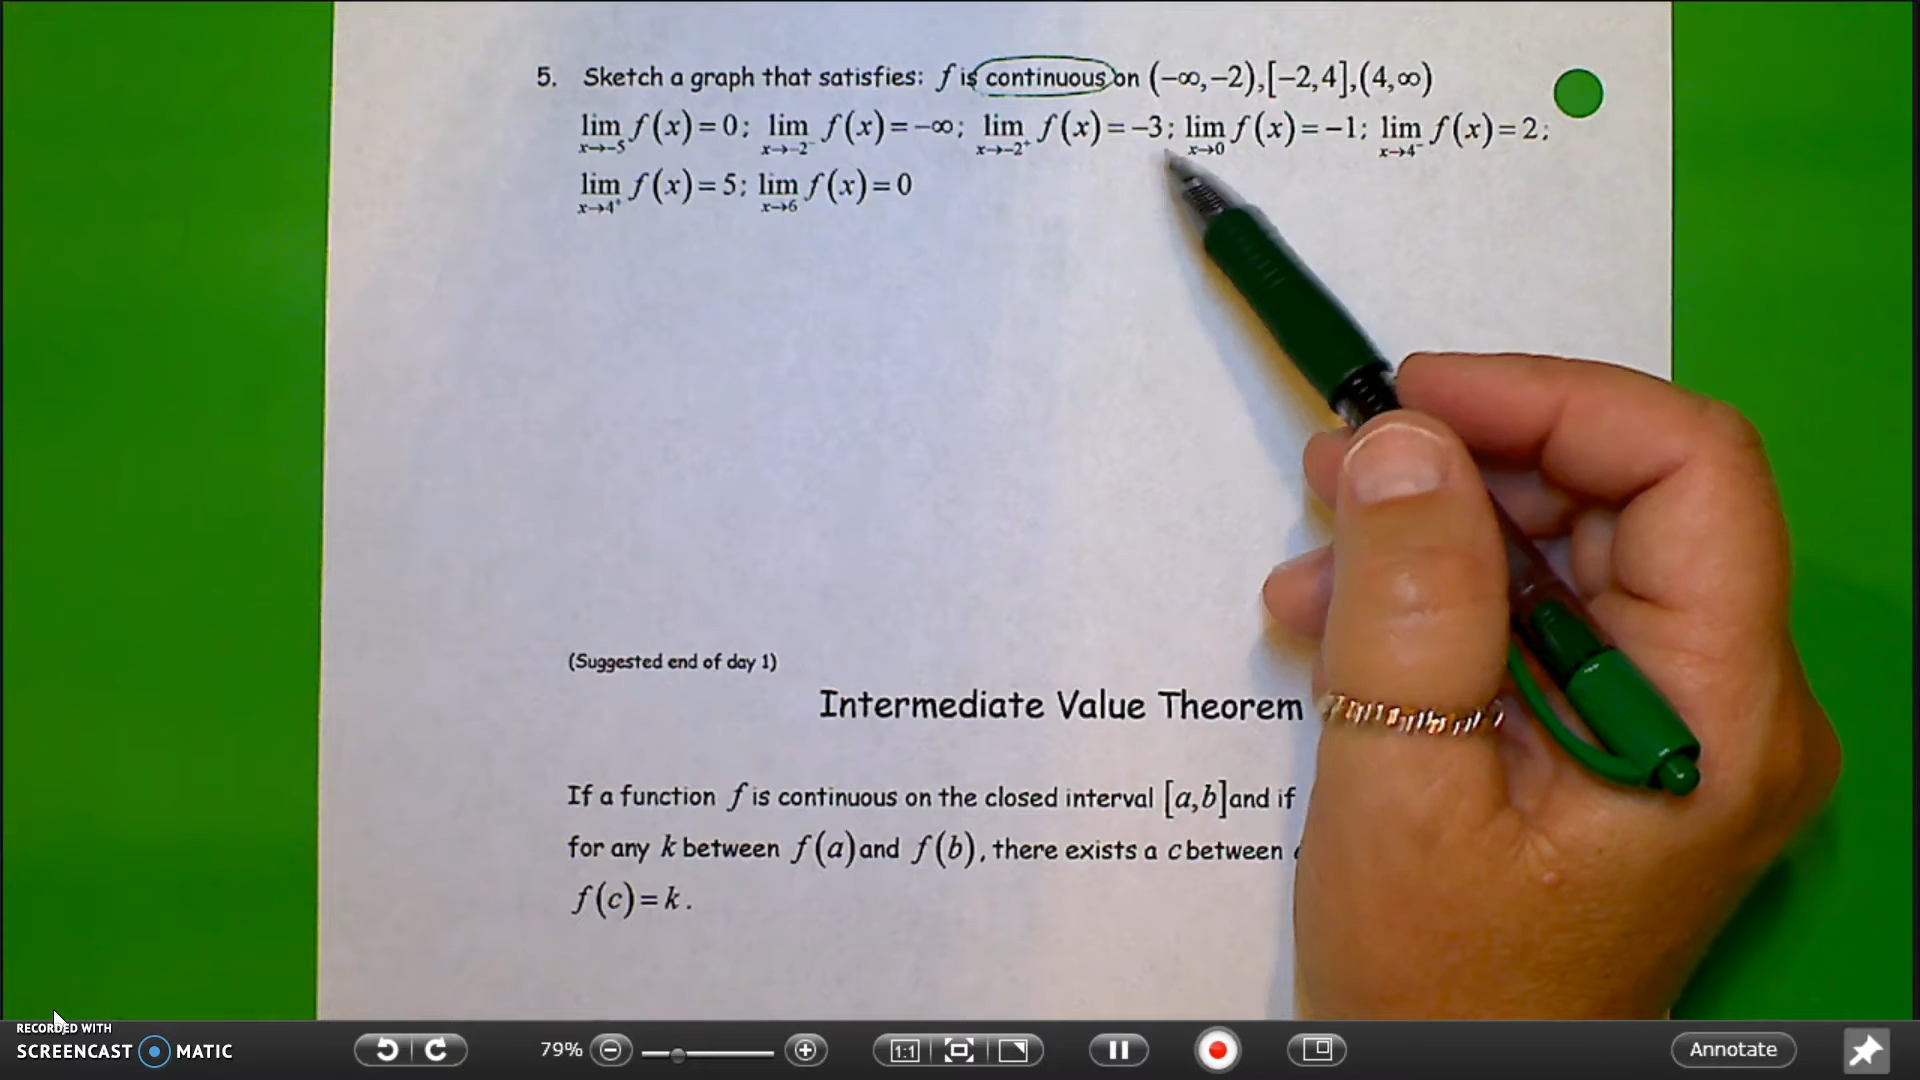 5. Sketch a graph that satisfies: f is continuous on (−∞,−2),[−2,4],(4,∞)
lim x→-5 f(x)=0; lim x→-2⁻ f(x)=−∞; lim x→-2⁺ f(x)=−3; lim x→0 f(x)=−1; lim x→4⁻ f(x)=2;
lim x→4⁺ f(x)=5; lim x→6 f(x)=0
(Suggested end of day 1)
Intermediate Value Theorem
If a function f is continuous on the closed interval [a,b] and if
for any k between f(a) and f(b), there exists a c between
f(c)=k.
RECORDED WITH
SCREENCAST MATIC
79%
1:1
Annotate